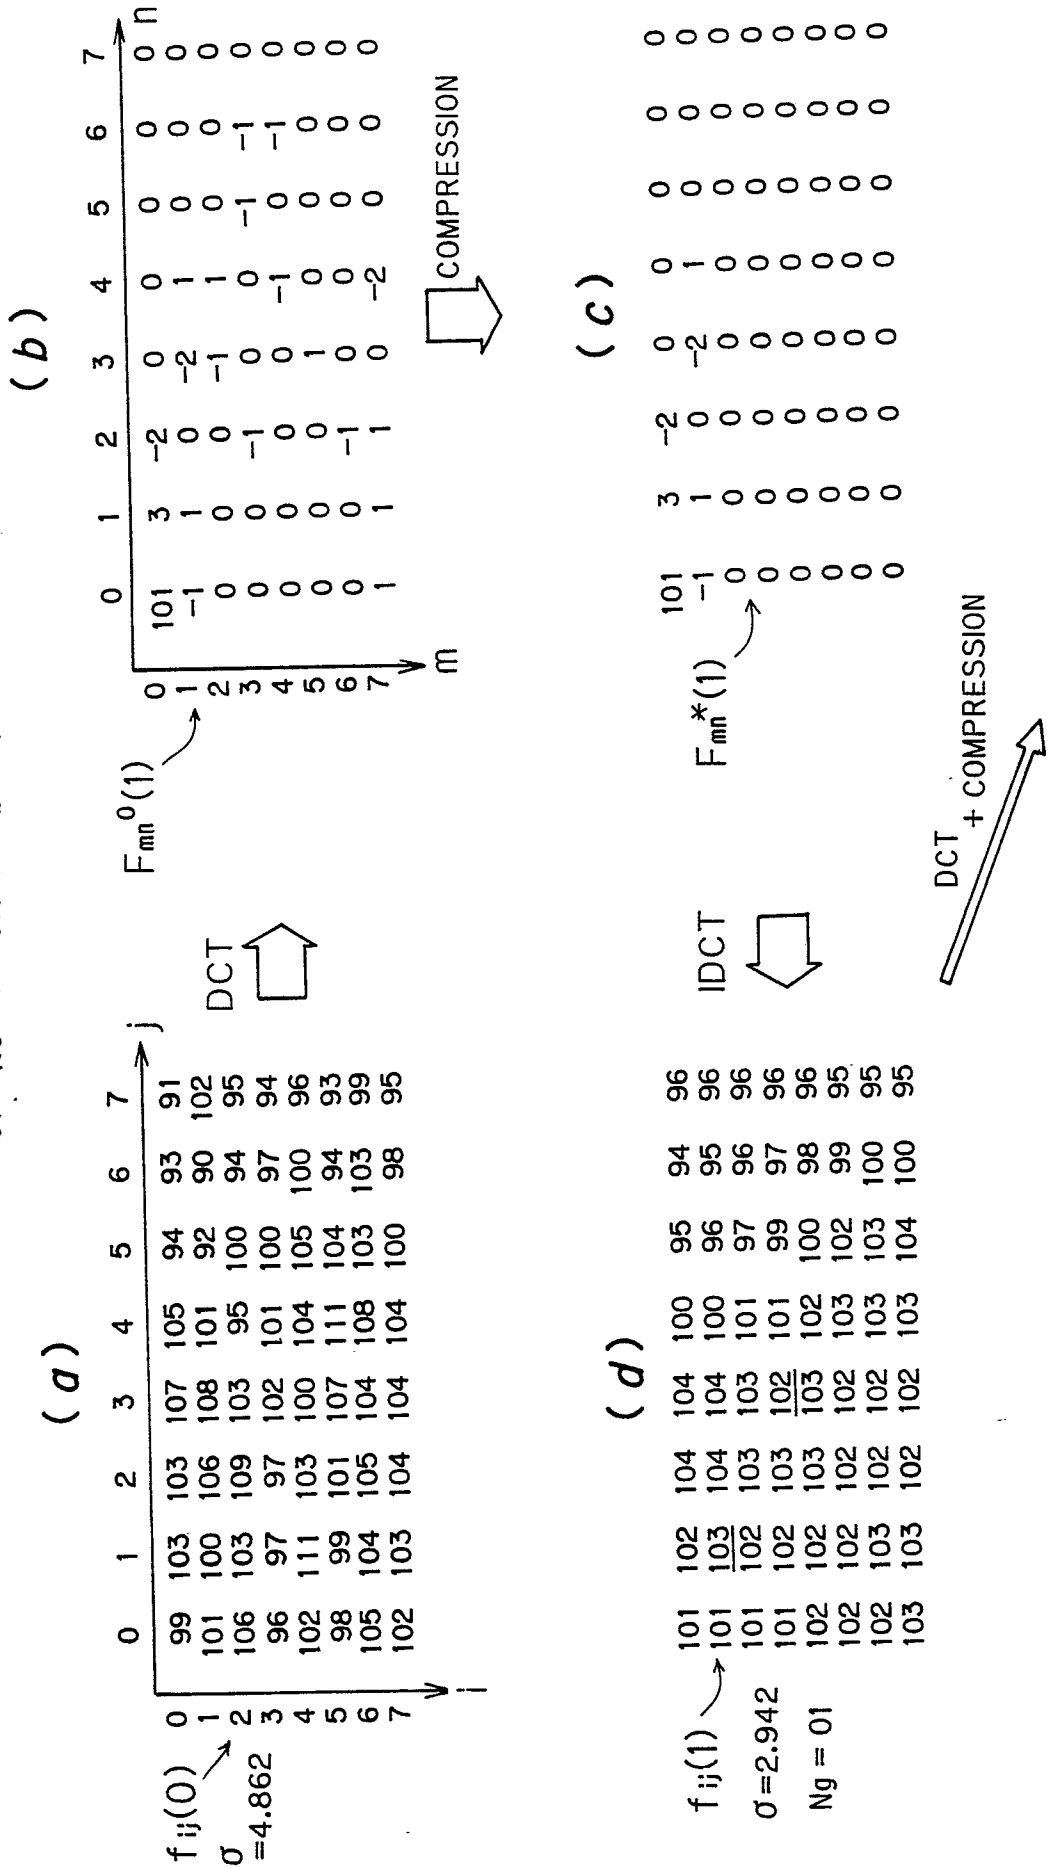 (a)
j
0 1 2 3 4 5 6 7
0 99 103 103 107 105 94 93 91
1 101 100 106 108 101 92 90 102
2 106 103 109 103 95 100 94 95
3 96 97 97 102 101 100 97 94
4 102 111 103 100 104 105 100 96
5 98 99 101 107 111 104 94 93
6 105 104 105 104 108 103 103 99
7 102 103 104 104 104 100 98 95
i
fij(0)
σ
=4.862
DCT
(b)
n
0 1 2 3 4 5 6 7
0 101 3 -2 0 0 0 0 0
1 -1 1 0 -2 1 0 0 0
2 0 0 0 -1 1 0 0 0
3 0 0 -1 0 0 -1 -1 0
4 0 0 0 0 -1 0 -1 0
5 0 0 0 1 0 0 0 0
6 0 0 -1 0 0 0 0 0
7 1 1 1 0 -2 0 0 0
m
Fmn⁰(1)
COMPRESSION
(c)
101 3 -2 0 0 0 0 0
-1 1 0 -2 1 0 0 0
0 0 0 0 0 0 0 0
0 0 0 0 0 0 0 0
0 0 0 0 0 0 0 0
0 0 0 0 0 0 0 0
0 0 0 0 0 0 0 0
0 0 0 0 0 0 0 0
Fmn*(1)
IDCT
(d)
101 102 104 104 100 95 94 96
101 103 104 104 100 96 95 96
101 102 103 103 101 97 96 96
101 102 103 102 101 99 97 96
102 102 103 103 102 100 98 96
102 102 102 102 103 102 99 95
102 103 102 102 103 103 100 95
103 103 102 102 103 104 100 95
fij(1)
σ=2.942
Ng = 01
DCT
+ COMPRESSION